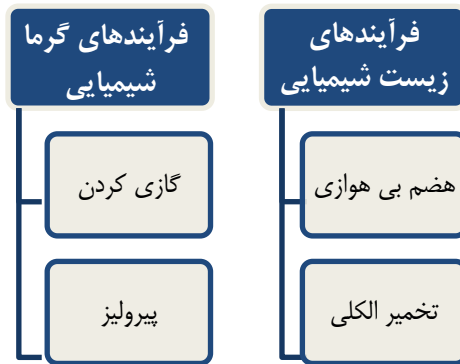 فرآیندهای
زیست شیمیایی
هضم بی هوازی
تخمیر الکلی
فرآیندهای گرما
شیمیایی
گازی کردن
پیرولیز